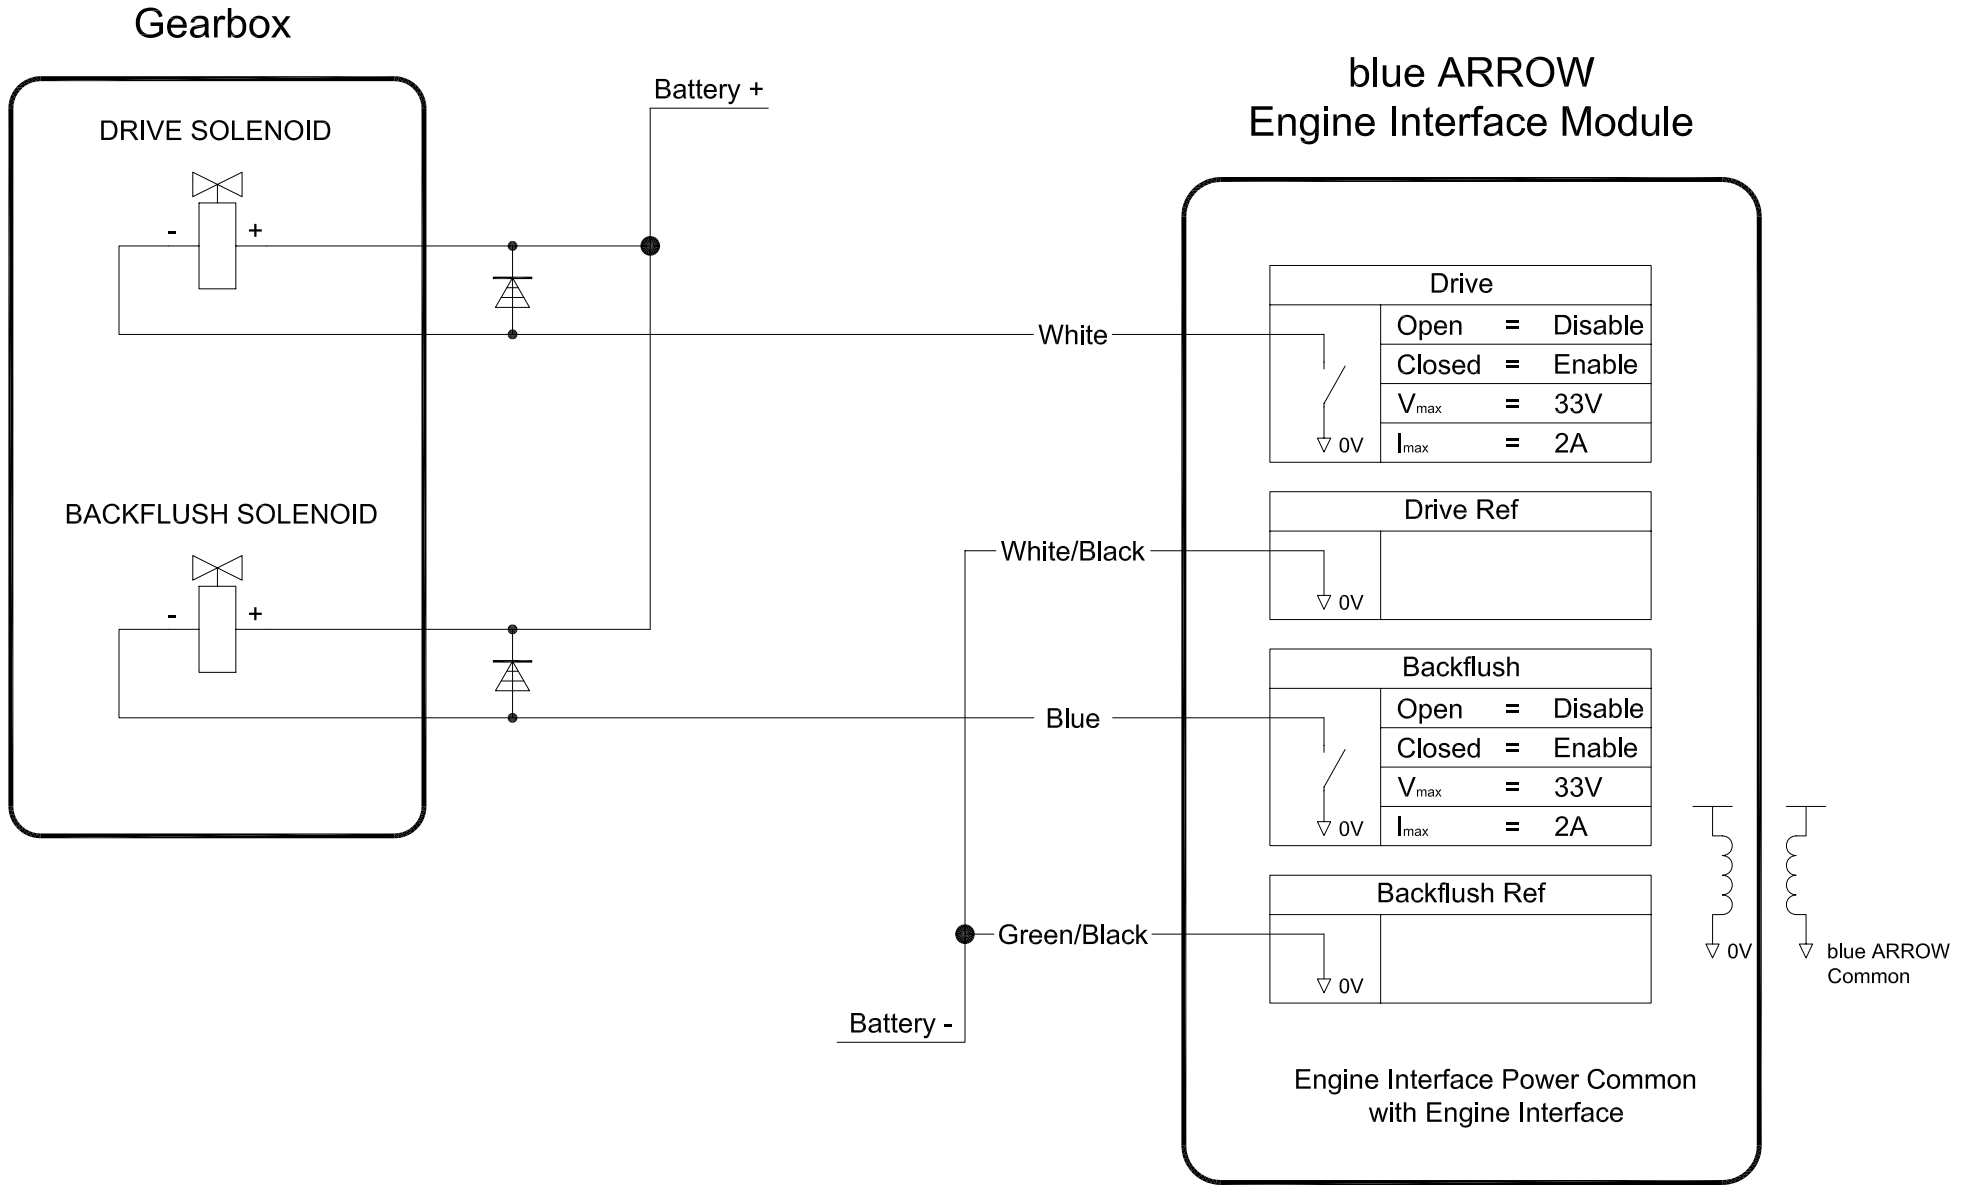 Gearbox
DRIVE SOLENOID
- +
BACKFLUSH SOLENOID
- +
Battery +
White
White/Black
Blue
Green/Black
Battery -
blue ARROW
Engine Interface Module
Drive
Open = Disable
Closed = Enable
Vmax = 33V
Imax = 2A
0V
Drive Ref
0V
Backflush
Open = Disable
Closed = Enable
Vmax = 33V
Imax = 2A
0V
Backflush Ref
0V
0V
blue ARROW
Common
Engine Interface Power Common
with Engine Interface